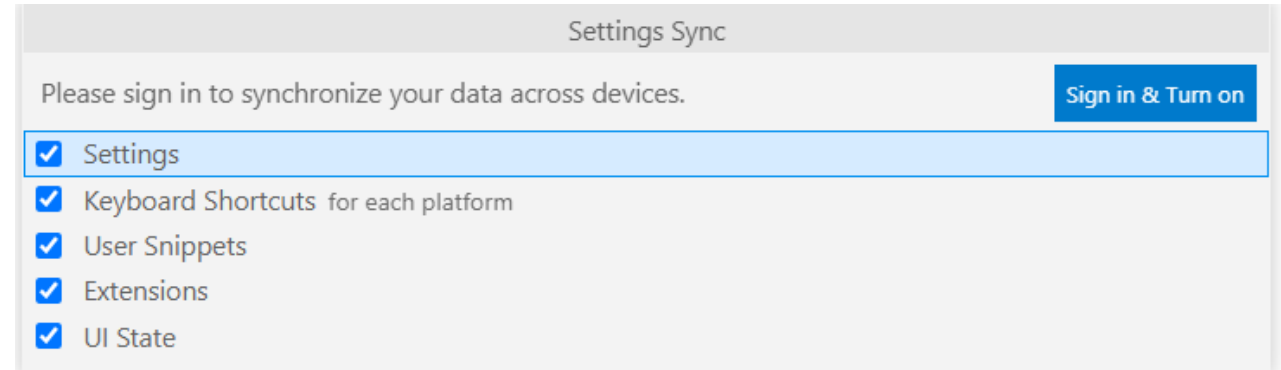 Settings Sync
Please sign in to synchronize your data across devices.
Sign in & Turn on
Settings
Keyboard Shortcuts for each platform
User Snippets
Extensions
UI State